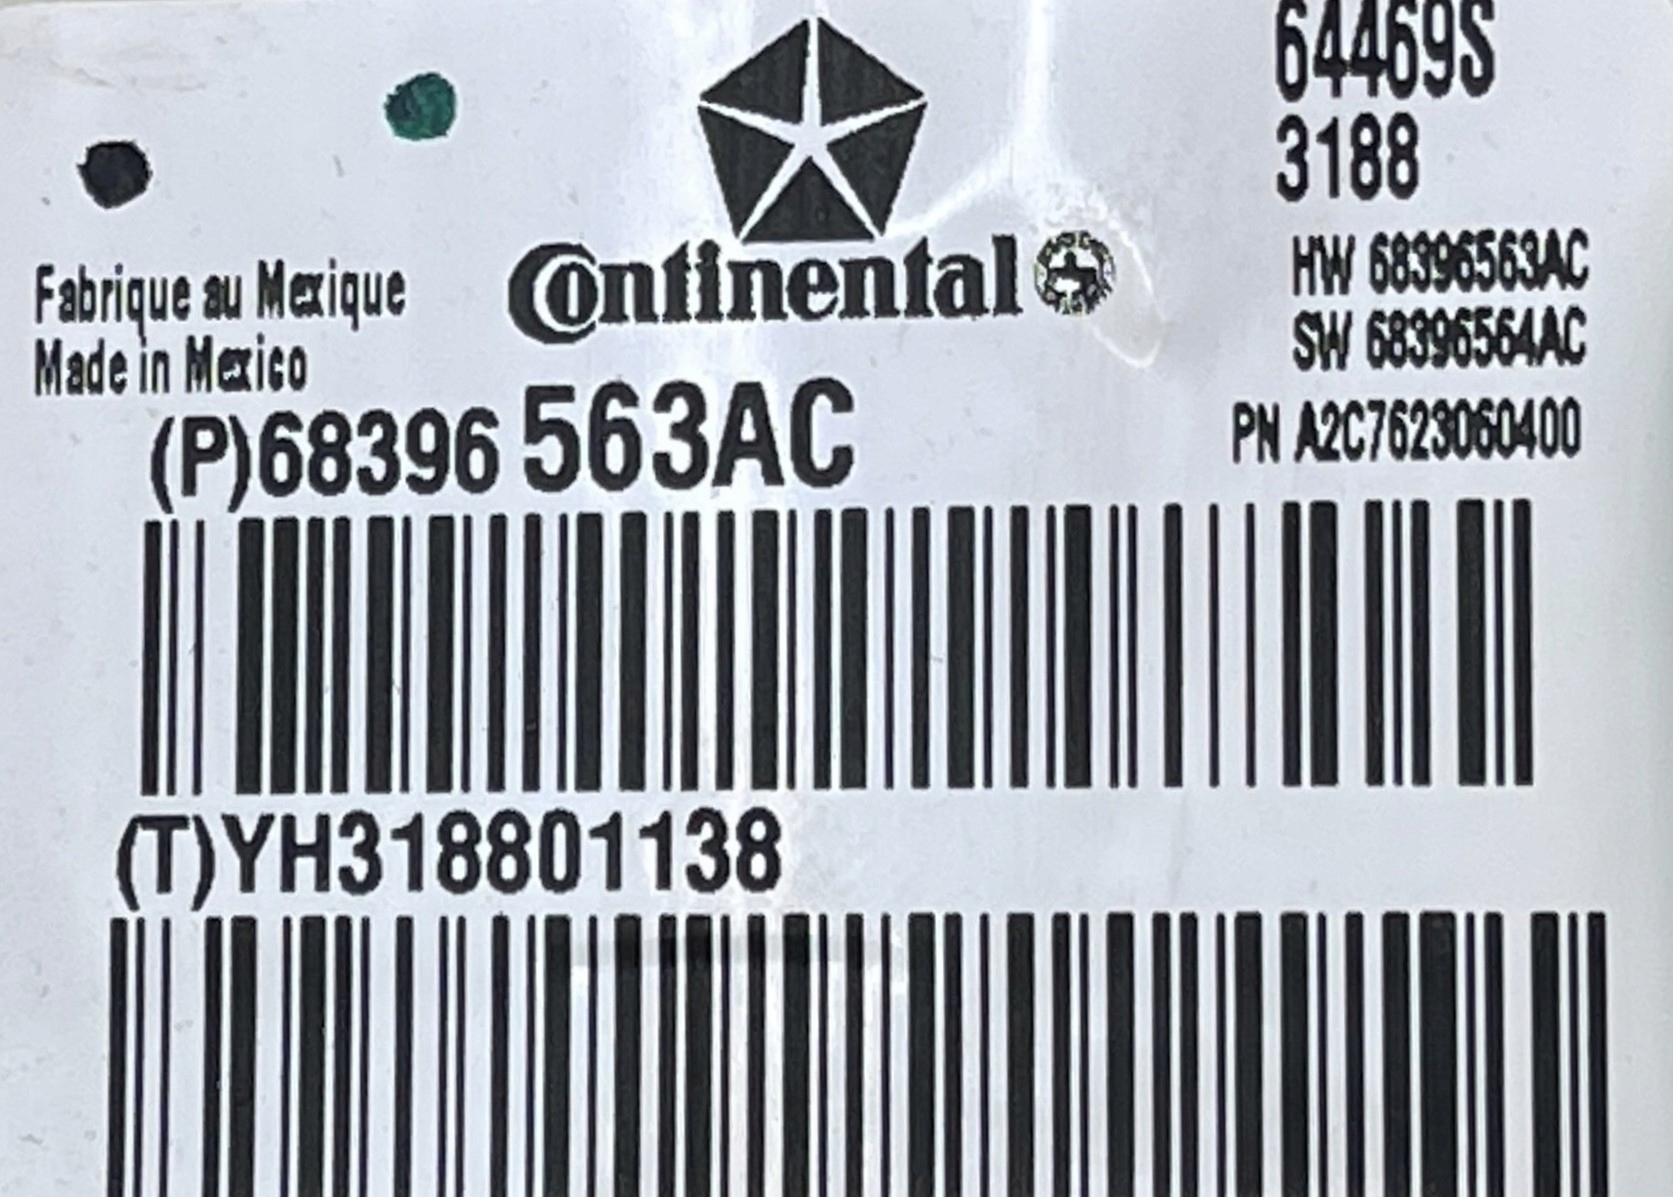 64469S
3188
Continental
Fabrique au Mexique
Made in Mexico
HW 68396563AC
SW 68396564AC
PN A2C7623060400
(P)68396 563AC
(T)YH318801138